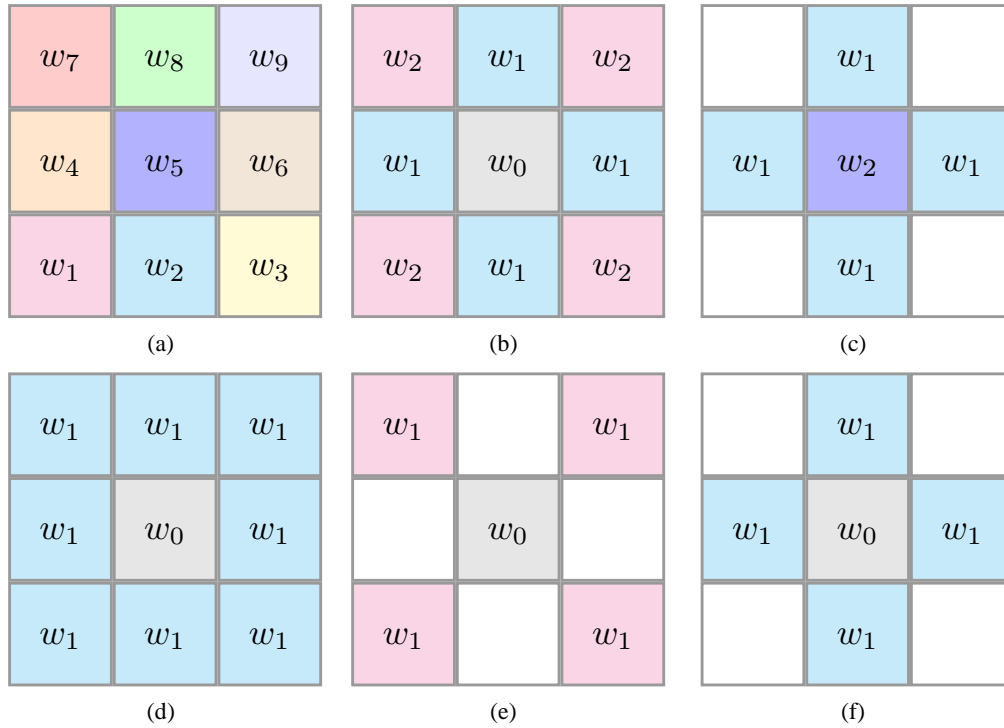 w₇ w₈ w₉ w₂ w₁ w₂ w₁
w₄ w₅ w₆ w₁ w₀ w₁ w₁ w₂ w₁
w₁ w₂ w₃ w₂ w₁ w₂ w₁
(a) (b) (c)
w₁ w₁ w₁ w₁ w₁ w₁
w₁ w₀ w₁ w₀ w₁ w₀ w₁
w₁ w₁ w₁ w₁ w₁ w₁
(d) (e) (f)